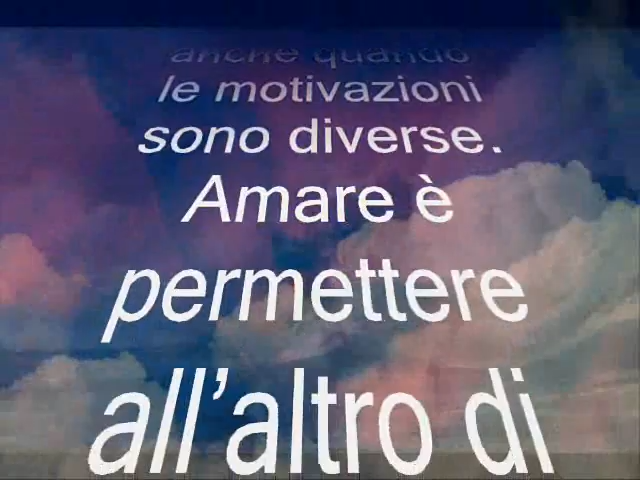 anche quando
le motivazioni
sono diverse.
Amare è
permettere
all'altro di